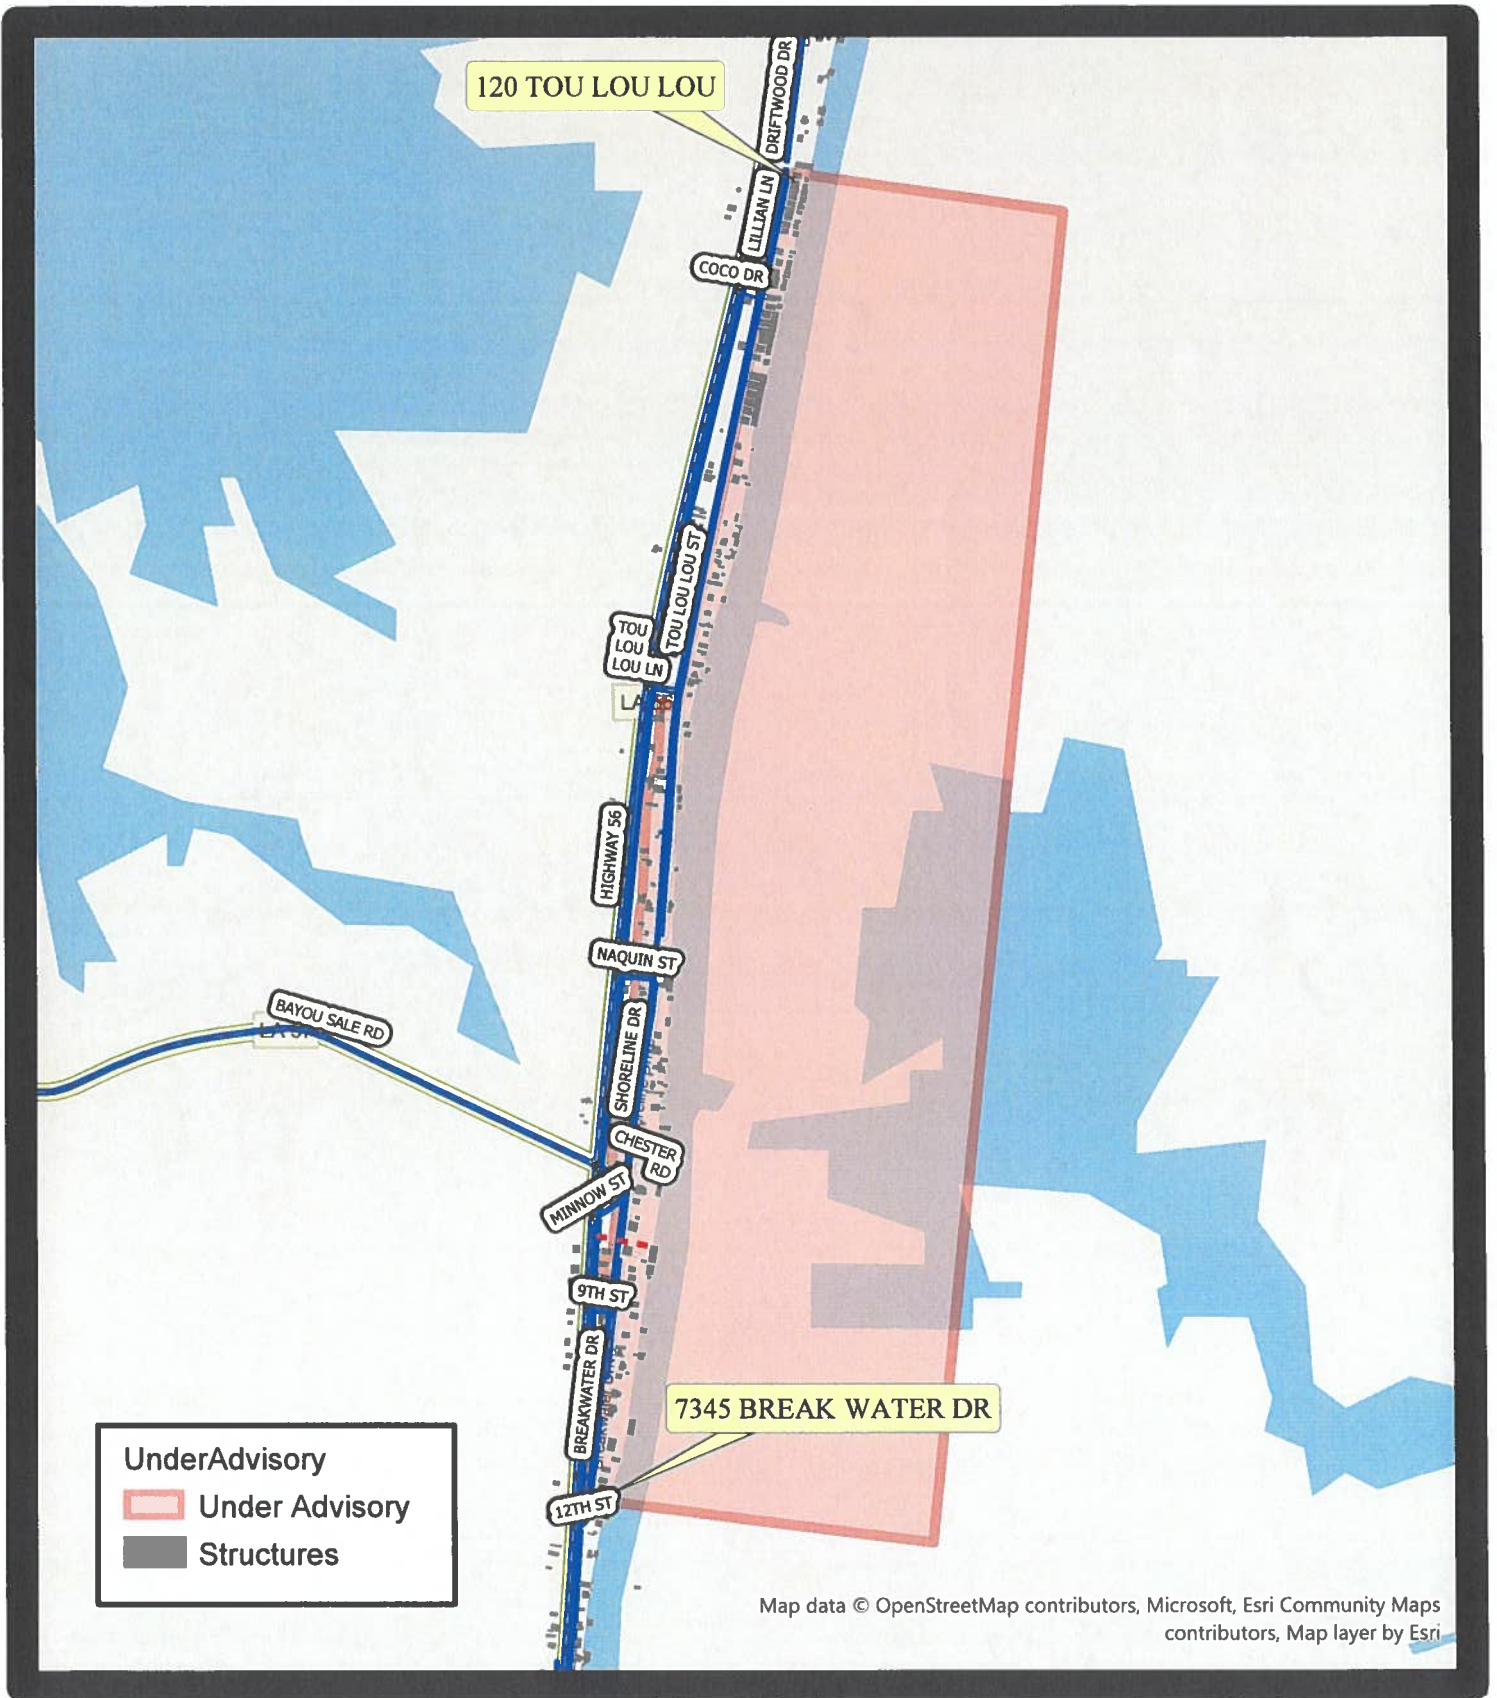 DRIFTWOOD DR
120 TOU LOU LOU
LILLIAN LN
COCO DR
TOU LOU LOU ST
TOU
LOU
LOU LN
LA 56
HIGHWAY 56
NAQUIN ST
BAYOU SALE RD
SHORELINE DR
CHESTER
RD
MINNOW ST
9TH ST
BREAKWATER DR
7345 BREAK WATER DR
12TH ST
UnderAdvisory
Under Advisory
Structures
Map data © OpenStreetMap contributors, Microsoft, Esri Community Maps
contributors, Map layer by Esri